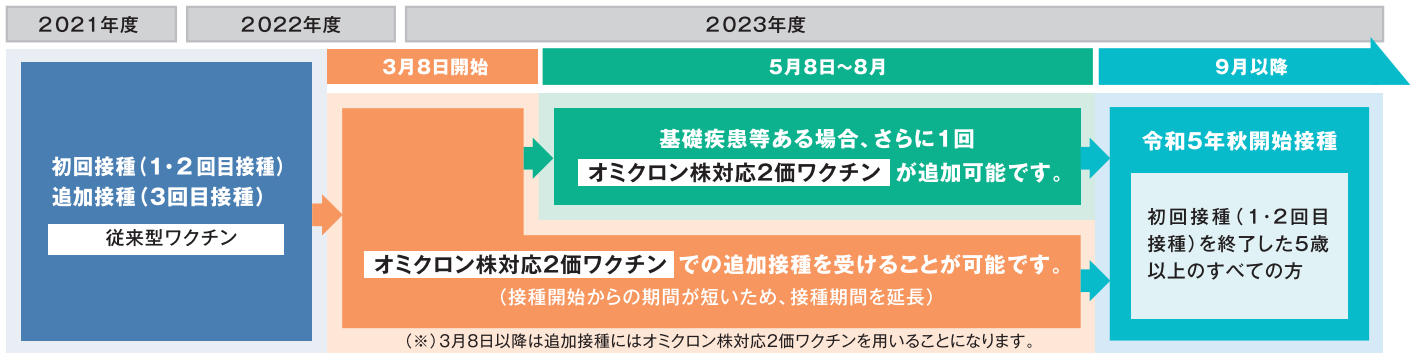 2021年度
2022年度
2023年度
3月8日開始
5月8日〜8月
9月以降
初回接種(1・2回目接種)
追加接種(3回目接種)
従来型ワクチン
基礎疾患等ある場合、さらに1回
オミクロン株対応2価ワクチン が追加可能です。
オミクロン株対応2価ワクチン での追加接種を受けることが可能です。
(接種開始からの期間が短いため、接種期間を延長)
(※)3月8日以降は追加接種にはオミクロン株対応2価ワクチンを用いることになります。
令和5年秋開始接種
初回接種(1・2回目
接種)を終了した5歳
以上のすべての方